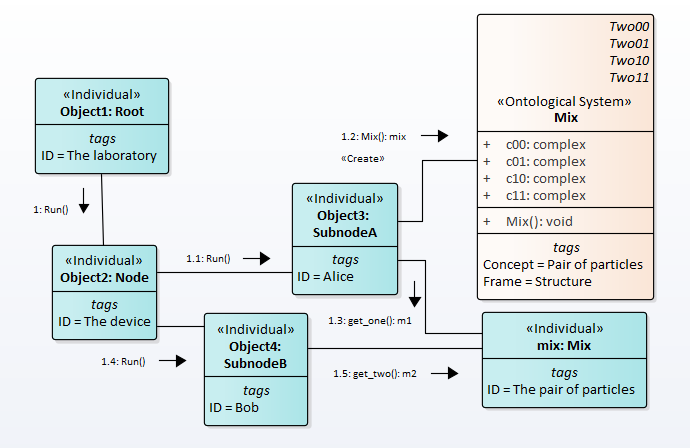 Two00
Two01
Two10
Two11
«Ontological System»
Mix
+ c00: complex
+ c01: complex
+ c10: complex
+ c11: complex
+ Mix(): void
tags
Concept = Pair of particles
Frame = Structure
«Individual»
Object1: Root
tags
ID = The laboratory
1.2: Mix(): mix
«Create»
1: Run()
«Individual»
Object3:
SubnodeA
tags
ID = Alice
«Individual»
Object2: Node
tags
ID = The device
1.1: Run()
1.3: get_one(): m1
«Individual»
Object4:
SubnodeB
tags
ID = Bob
«Individual»
mix: Mix
tags
ID = The pair of particles
1.4: Run()
1.5: get_two(): m2